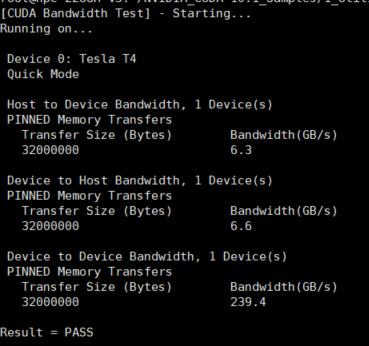 [CUDA Bandwidth Test] - Starting...
Running on...
Device 0: Tesla T4
Quick Mode
Host to Device Bandwidth, 1 Device(s)
PINNED Memory Transfers
Transfer Size (Bytes) Bandwidth(GB/s)
32000000 6.3
Device to Host Bandwidth, 1 Device(s)
PINNED Memory Transfers
Transfer Size (Bytes) Bandwidth(GB/s)
32000000 6.6
Device to Device Bandwidth, 1 Device(s)
PINNED Memory Transfers
Transfer Size (Bytes) Bandwidth(GB/s)
32000000 239.4
Result = PASS